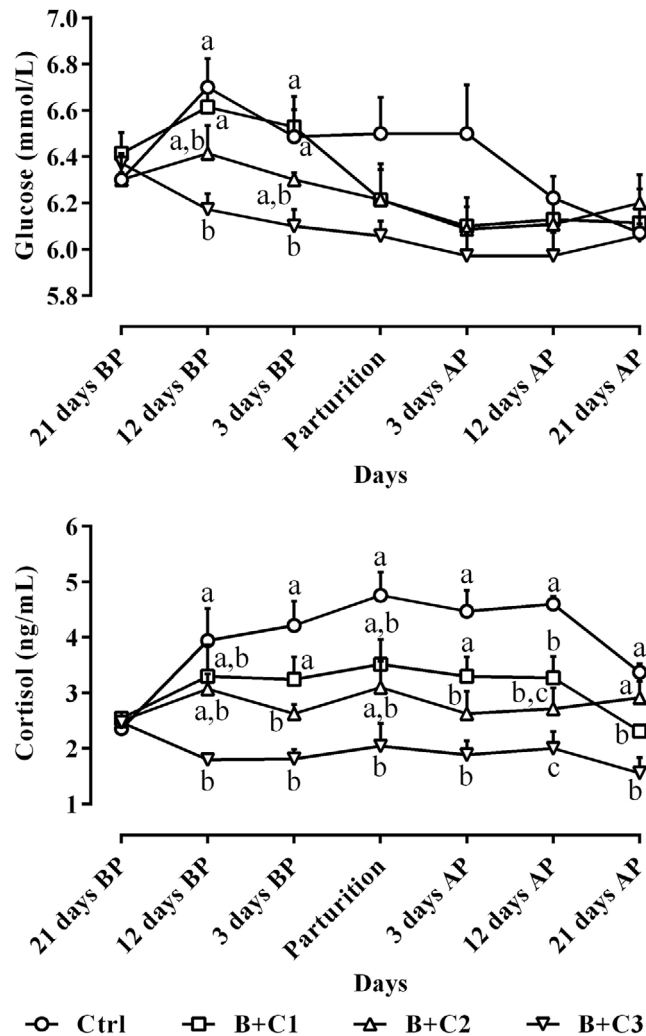 Glucose (mmol/L)
7.0
6.8
6.6
6.4
6.2
6.0
5.8
a
a
a
a
a,b
a,b
b
b
21 days BP
12 days BP
3 days BP
Parturition
3 days AP
12 days AP
21 days AP
Days
Cortisol (ng/mL)
6
5
4
3
2
1
a
a
a
a
a
a,b
a,b
a
a
b
a
a,b
b
a,b
b
b,c
b
b
b
b
b
c
b
21 days BP
12 days BP
3 days BP
Parturition
3 days AP
12 days AP
21 days AP
Days
Ctrl B+C1 B+C2 B+C3